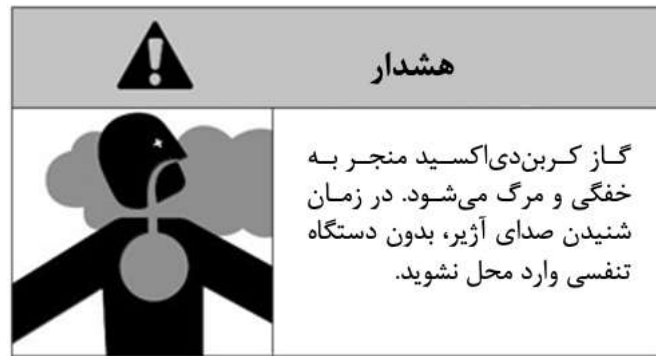 هشدار
گاز کربن‌دی‌اکسید منجر به
خفگی و مرگ می‌شود. در زمان
شنیدن صدای آژیر، بدون دستگاه
تنفسی وارد محل نشوید.